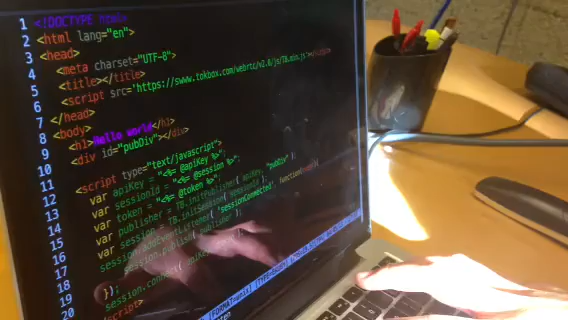 1 <!DOCTYPE html>
2 <html lang="en">
3 <head>
4 <meta charset="UTF-8">
5 <title></title>
6 <script src='https://swww.tokbox.com/webrtc/v2.0/js/TB.min.js'></script>
7 </head>
8 <body>
9 <h1>Hello world</h1>
10 <div id="pubDiv"></div>
11
12 <script type="text/javascript">
13 var apiKey = "<%= @apiKey %>";
14 var sessionId = "<%= @session %>";
15 var token = "<%= @token %>";
16 var publisher = TB.initPublisher( apiKey, "pubDiv" );
17 var session = TB.initSession( sessionId );
18 session.addEventListener( 'sessionConnected', function
19 session.publish( publisher );
20 });
session.connect( apiKey
</script>